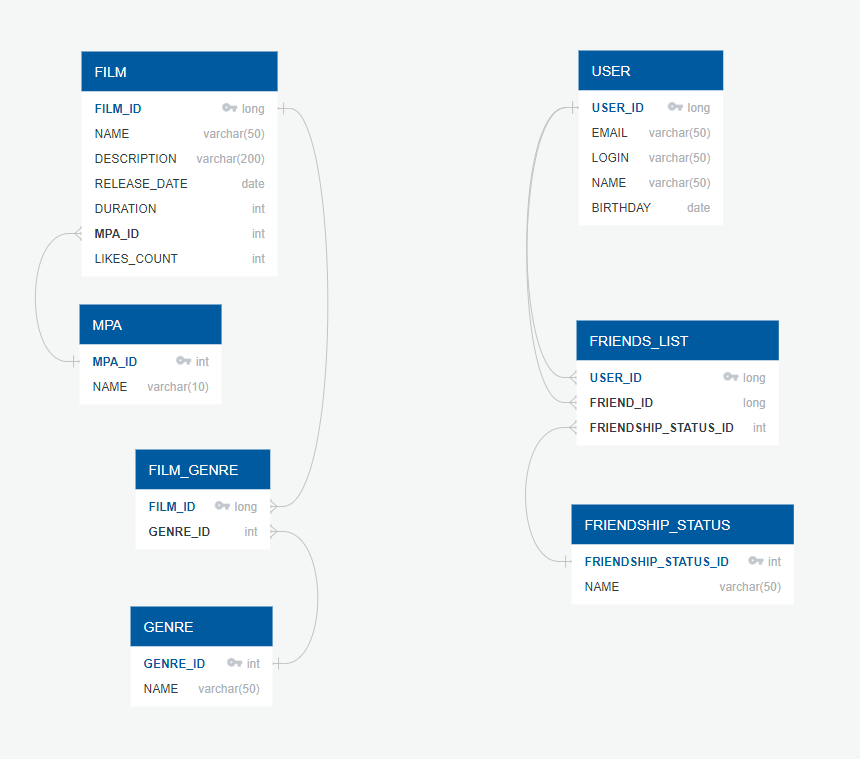 FILM
FILM_ID long
NAME varchar(50)
DESCRIPTION varchar(200)
RELEASE_DATE date
DURATION int
MPA_ID int
LIKES_COUNT int
MPA
MPA_ID int
NAME varchar(10)
FILM_GENRE
FILM_ID long
GENRE_ID int
GENRE
GENRE_ID int
NAME varchar(50)
USER
USER_ID long
EMAIL varchar(50)
LOGIN varchar(50)
NAME varchar(50)
BIRTHDAY date
FRIENDS_LIST
USER_ID long
FRIEND_ID long
FRIENDSHIP_STATUS_ID int
FRIENDSHIP_STATUS
FRIENDSHIP_STATUS_ID int
NAME varchar(50)